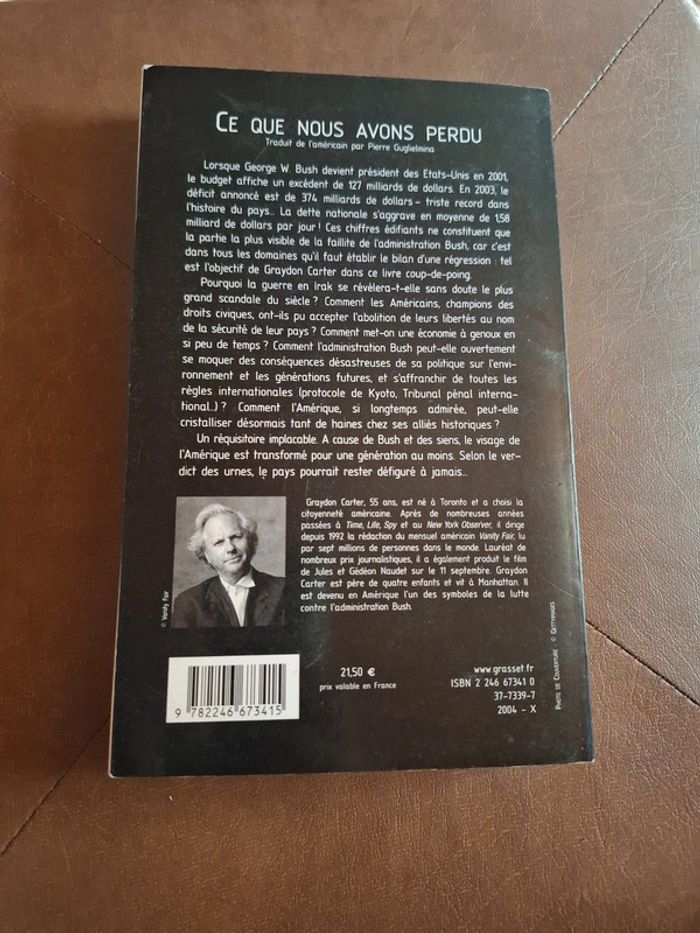 CE QUE NOUS AVONS PERDU
Traduit de l'américain par Pierre Guglielmina
Lorsque George W. Bush devient président des Etats-Unis en 2001,
le budget affiche un excédent de 127 milliards de dollars. En 2003, le
déficit annoncé est de 374 milliards de dollars – triste record dans
l'histoire du pays... La dette nationale s'aggrave en moyenne de 1,58
milliard de dollars par jour ! Ces chiffres édifiants ne constituent que
la partie la plus visible de la faillite de l'administration Bush, car c'est
dans tous les domaines qu'il faut établir le bilan d'une régression : tel
est l'objectif de Graydon Carter dans ce livre coup-de-poing.
Pourquoi la guerre en Irak se révélera-t-elle sans doute le plus
grand scandale du siècle ? Comment les Américains, champions des
droits civiques, ont-ils pu accepter l'abolition de leurs libertés au nom
de la sécurité de leur pays ? Comment met-on une économie à genoux en
si peu de temps ? Comment l'administration Bush peut-elle ouvertement
se moquer des conséquences désastreuses de sa politique sur l'envi-
ronnement et les générations futures, et s'affranchir de toutes les
règles internationales (protocole de Kyoto, Tribunal pénal interna-
tional...) ? Comment l'Amérique, si longtemps admirée, peut-elle
cristalliser désormais tant de haines chez ses alliés historiques ?
Un réquisitoire implacable. A cause de Bush et des siens, le visage de
l'Amérique est transformé pour une génération au moins. Selon le ver-
dict des urnes, le pays pourrait rester défiguré à jamais...
Graydon Carter, 55 ans, est né à Toronto et a choisi la
citoyenneté américaine. Après de nombreuses années
passées à Time, Life, Spy et au New York Observer, il dirige
depuis 1992 la rédaction du mensuel américain Vanity Fair, lu
par sept millions de personnes dans le monde. Lauréat de
nombreux prix journalistiques, il a également produit le film
de Jules et Gédéon Naudet sur le 11 septembre. Graydon
Carter est père de quatre enfants et vit à Manhattan. Il
est devenu en Amérique l'un des symboles de la lutte
contre l'administration Bush.
© Vanity Fair
21,50 €
prix valable en France
www.grasset.fr
ISBN 2 246 67341 0
37-7339-7
2004 - X
9 782246 673415
PHOTO DE COUVERTURE : © GETTYIMAGES